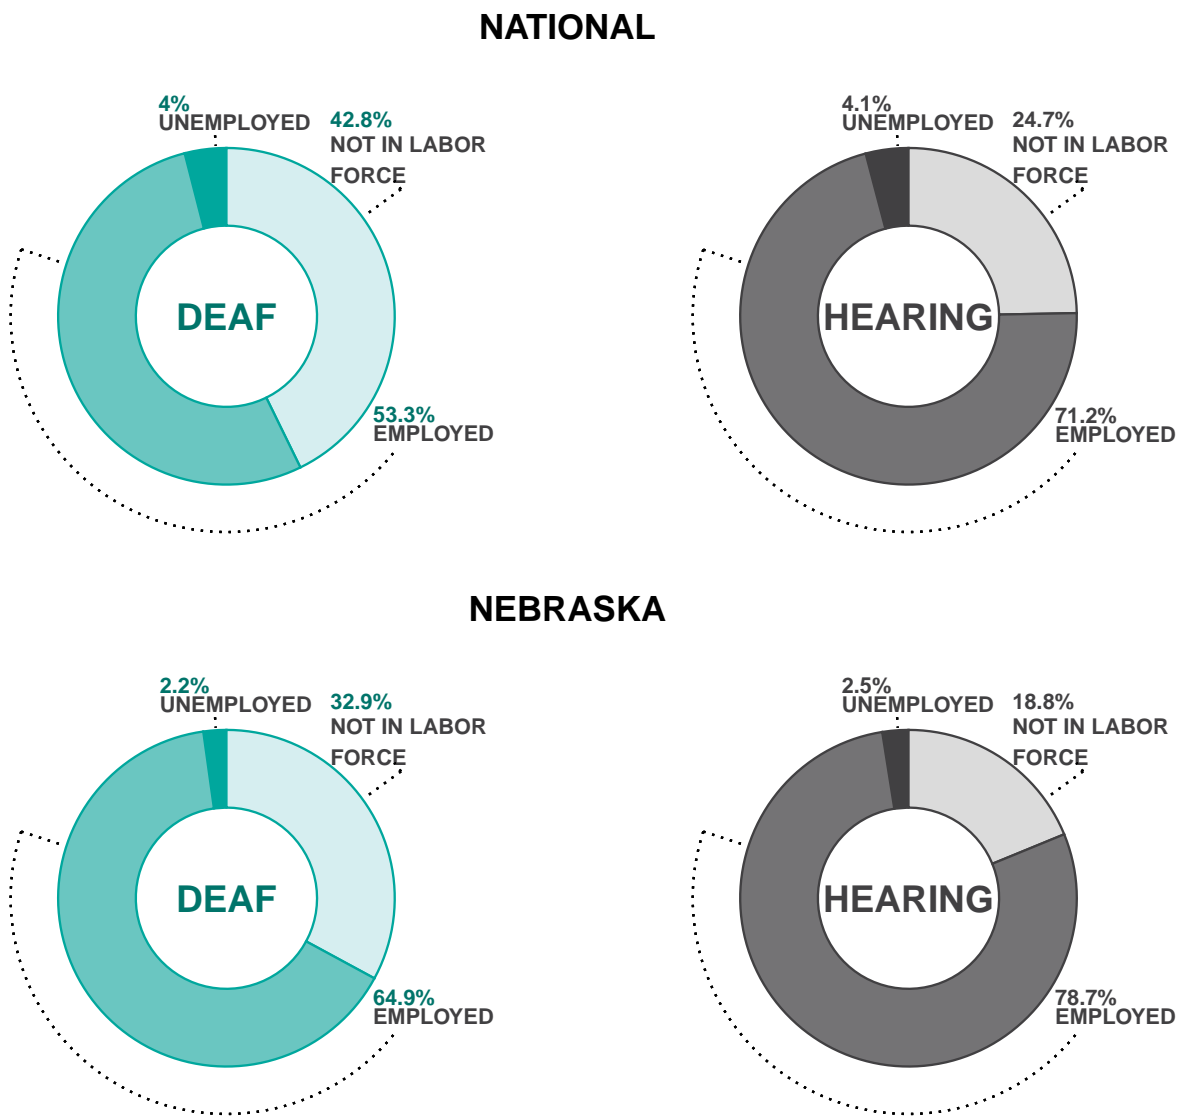 NATIONAL
4%
UNEMPLOYED
42.8%
NOT IN LABOR
FORCE
DEAF
53.3%
EMPLOYED
4.1%
UNEMPLOYED
24.7%
NOT IN LABOR
FORCE
HEARING
71.2%
EMPLOYED
NEBRASKA
2.2%
UNEMPLOYED
32.9%
NOT IN LABOR
FORCE
DEAF
64.9%
EMPLOYED
2.5%
UNEMPLOYED
18.8%
NOT IN LABOR
FORCE
HEARING
78.7%
EMPLOYED